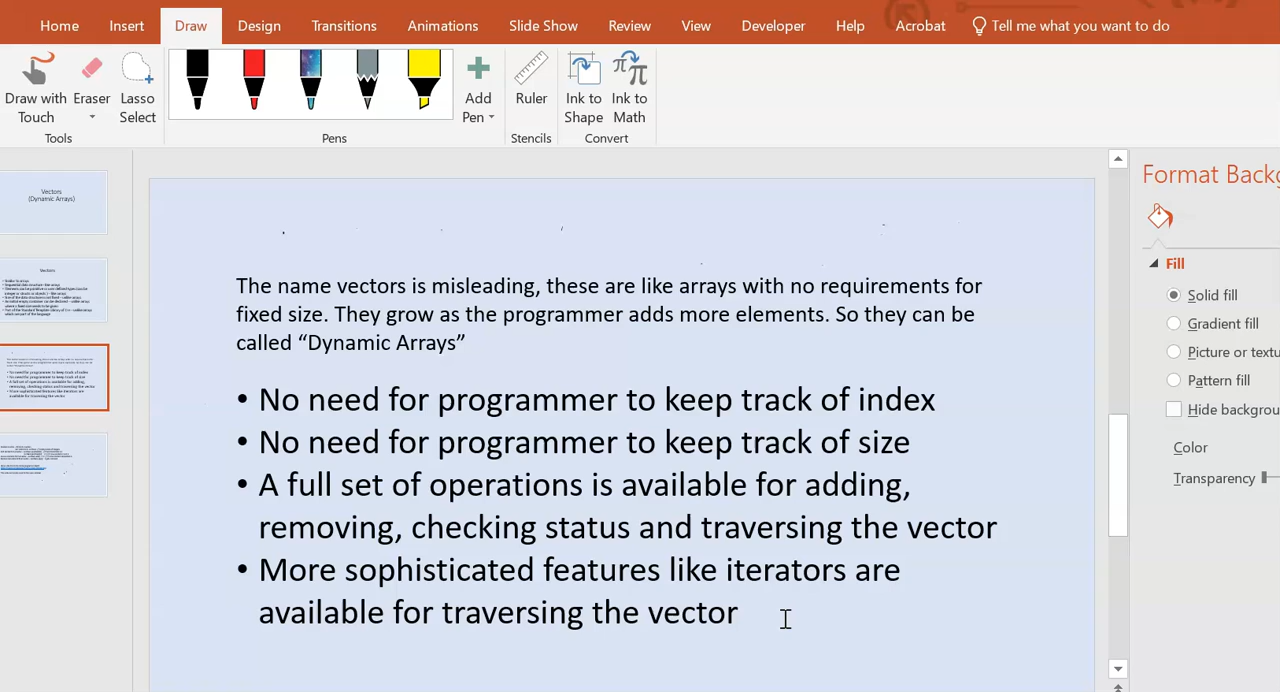 Home Insert Draw Design Transitions Animations Slide Show Review View Developer Help Acrobat Tell me what you want to do
Draw with Touch
Eraser
Lasso Select
Add Pen
Ruler
Ink to Shape
Ink to Math
Tools Pens Stencils Convert
Vectors
(Dynamic Arrays)
Vectors
The name vectors is misleading, these are like arrays with no requirements for
fixed size. They grow as the programmer adds more elements. So they can be
called “Dynamic Arrays”
• No need for programmer to keep track of index
• No need for programmer to keep track of size
• A full set of operations is available for adding,
removing, checking status and traversing the vector
• More sophisticated features like iterators are
available for traversing the vector
Format Backg
Fill
Solid fill
Gradient fill
Picture or textu
Pattern fill
Hide backgrou
Color
Transparency